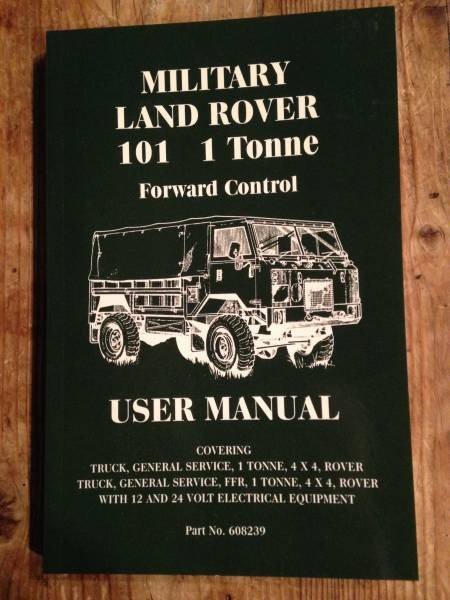 MILITARY
LAND ROVER
101 1 Tonne
Forward Control
USER MANUAL
COVERING
TRUCK, GENERAL SERVICE, 1 TONNE, 4 X 4, ROVER
TRUCK, GENERAL SERVICE, FFR, 1 TONNE, 4 X 4, ROVER
WITH 12 AND 24 VOLT ELECTRICAL EQUIPMENT
Part No. 608239